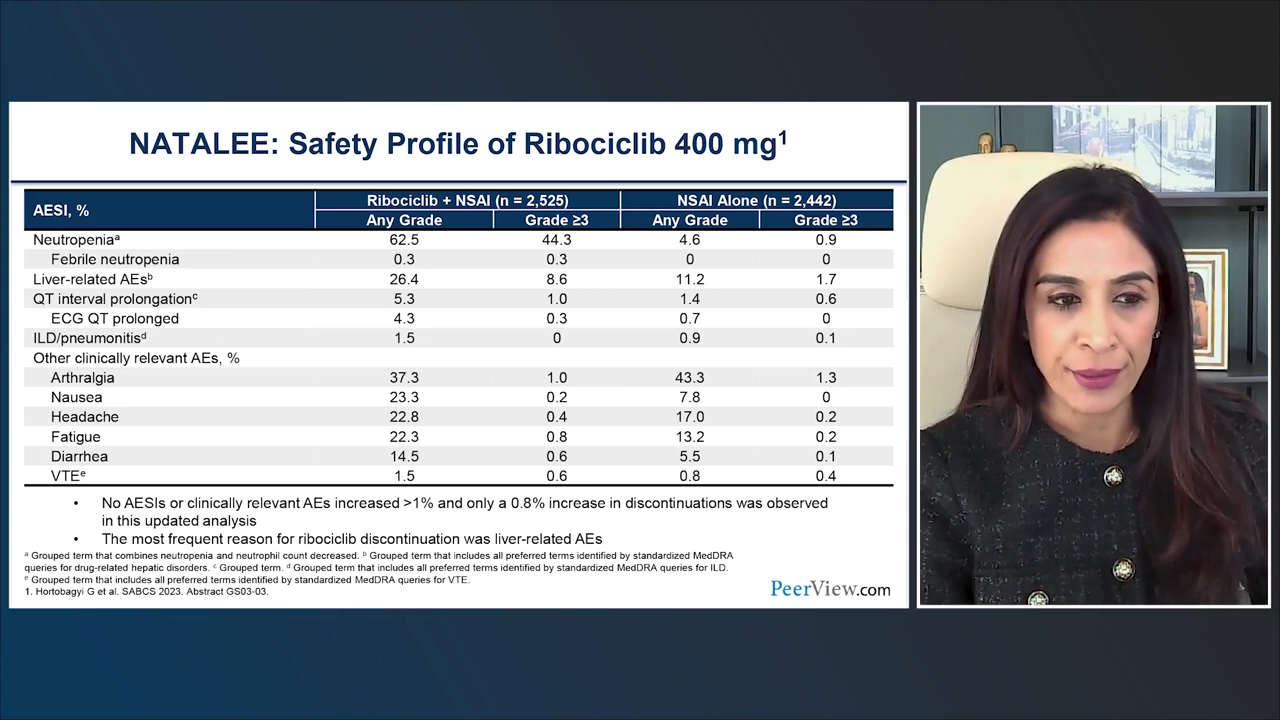 NATALEE: Safety Profile of Ribociclib 400 mg¹
AESI, %
Ribociclib + NSAI (n = 2,525)
NSAI Alone (n = 2,442)
Any Grade
Grade ≥3
Any Grade
Grade ≥3
Neutropeniaᵃ 62.5 44.3 4.6 0.9
Febrile neutropenia 0.3 0.3 0 0
Liver-related AEsᵇ 26.4 8.6 11.2 1.7
QT interval prolongationᶜ 5.3 1.0 1.4 0.6
ECG QT prolonged 4.3 0.3 0.7 0
ILD/pneumonitisᵈ 1.5 0 0.9 0.1
Other clinically relevant AEs, %
Arthralgia 37.3 1.0 43.3 1.3
Nausea 23.3 0.2 7.8 0
Headache 22.8 0.4 17.0 0.2
Fatigue 22.3 0.8 13.2 0.2
Diarrhea 14.5 0.6 5.5 0.1
VTEᵉ 1.5 0.6 0.8 0.4
• No AESIs or clinically relevant AEs increased >1% and only a 0.8% increase in discontinuations was observed
in this updated analysis
• The most frequent reason for ribociclib discontinuation was liver-related AEs
ᵃ Grouped term that combines neutropenia and neutrophil count decreased. ᵇ Grouped term that includes all preferred terms identified by standardized MedDRA
queries for drug-related hepatic disorders. ᶜ Grouped term. ᵈ Grouped term that includes all preferred terms identified by standardized MedDRA queries for ILD.
ᵉ Grouped term that includes all preferred terms identified by standardized MedDRA queries for VTE.
1. Hortobagyi G et al. SABCS 2023. Abstract GS03-03.
PeerView.com